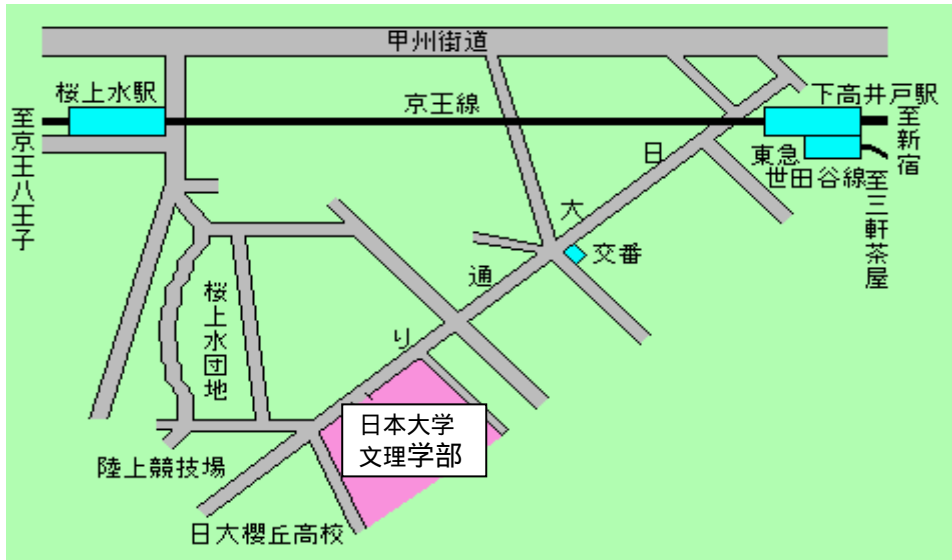 甲州街道
桜上水駅
京王線
下高井戸駅
至京王八王子
至新宿
東急
世田谷線
至三軒茶屋
日大通り
交番
桜上水団地
日本大学
文理学部
陸上競技場
日大櫻丘高校